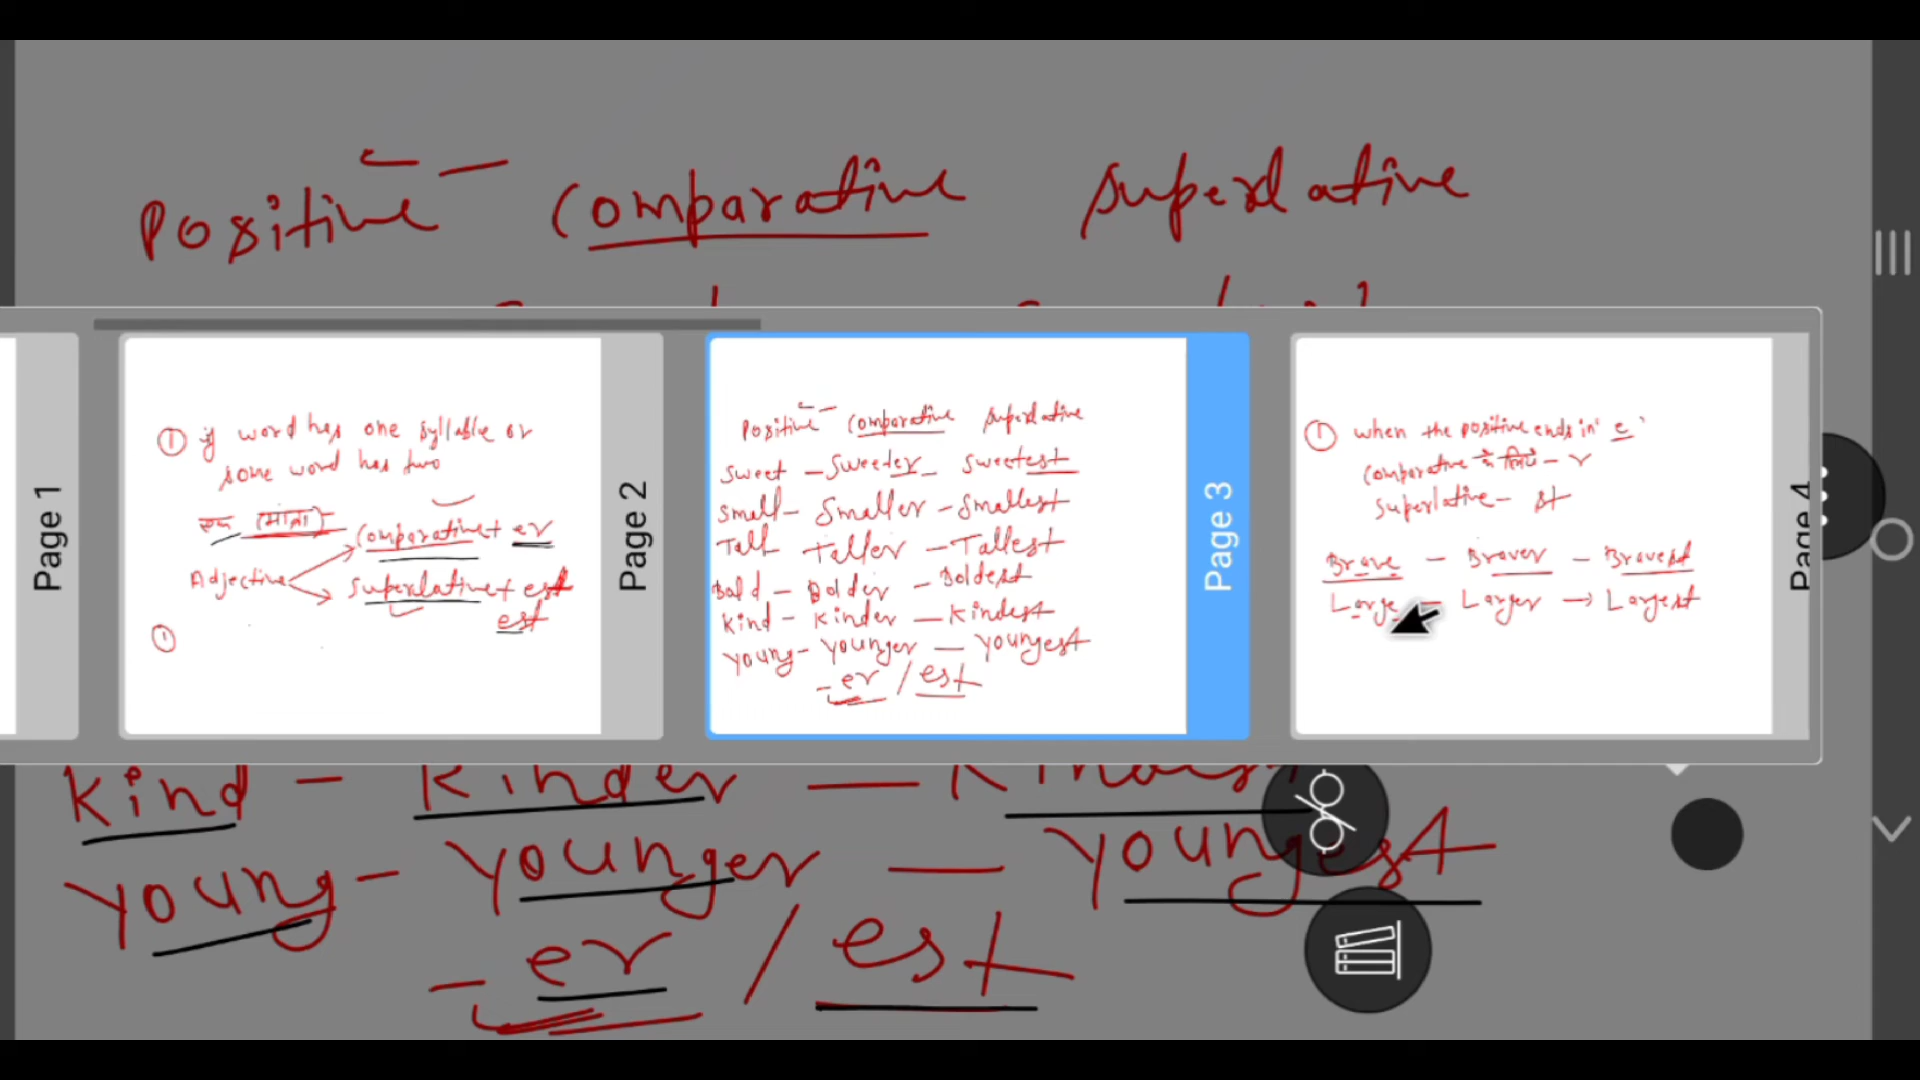 Positive Comparative Superlative
Page 1
① if word has one syllable or
some word has two
एक (मात्रा)
Comparative + er
Adjective
Superlative + est
est
①
Page 2
Positive Comparative Superlative
Sweet - Sweeter - Sweetest
Small - Smaller - Smallest
Tall Taller - Tallest
Bold - Bolder - Boldest
Kind - Kinder - Kindest
Young - Younger - Youngest
- er / est
Page 3
① when the positive ends in 'e'
Comparative के लिये - r
Superlative - st
Brave - Braver - Bravest
Large - Larger → Largest
Page 4
Kind - Kinder - Kindest
Young - Younger - Youngest
- er / est